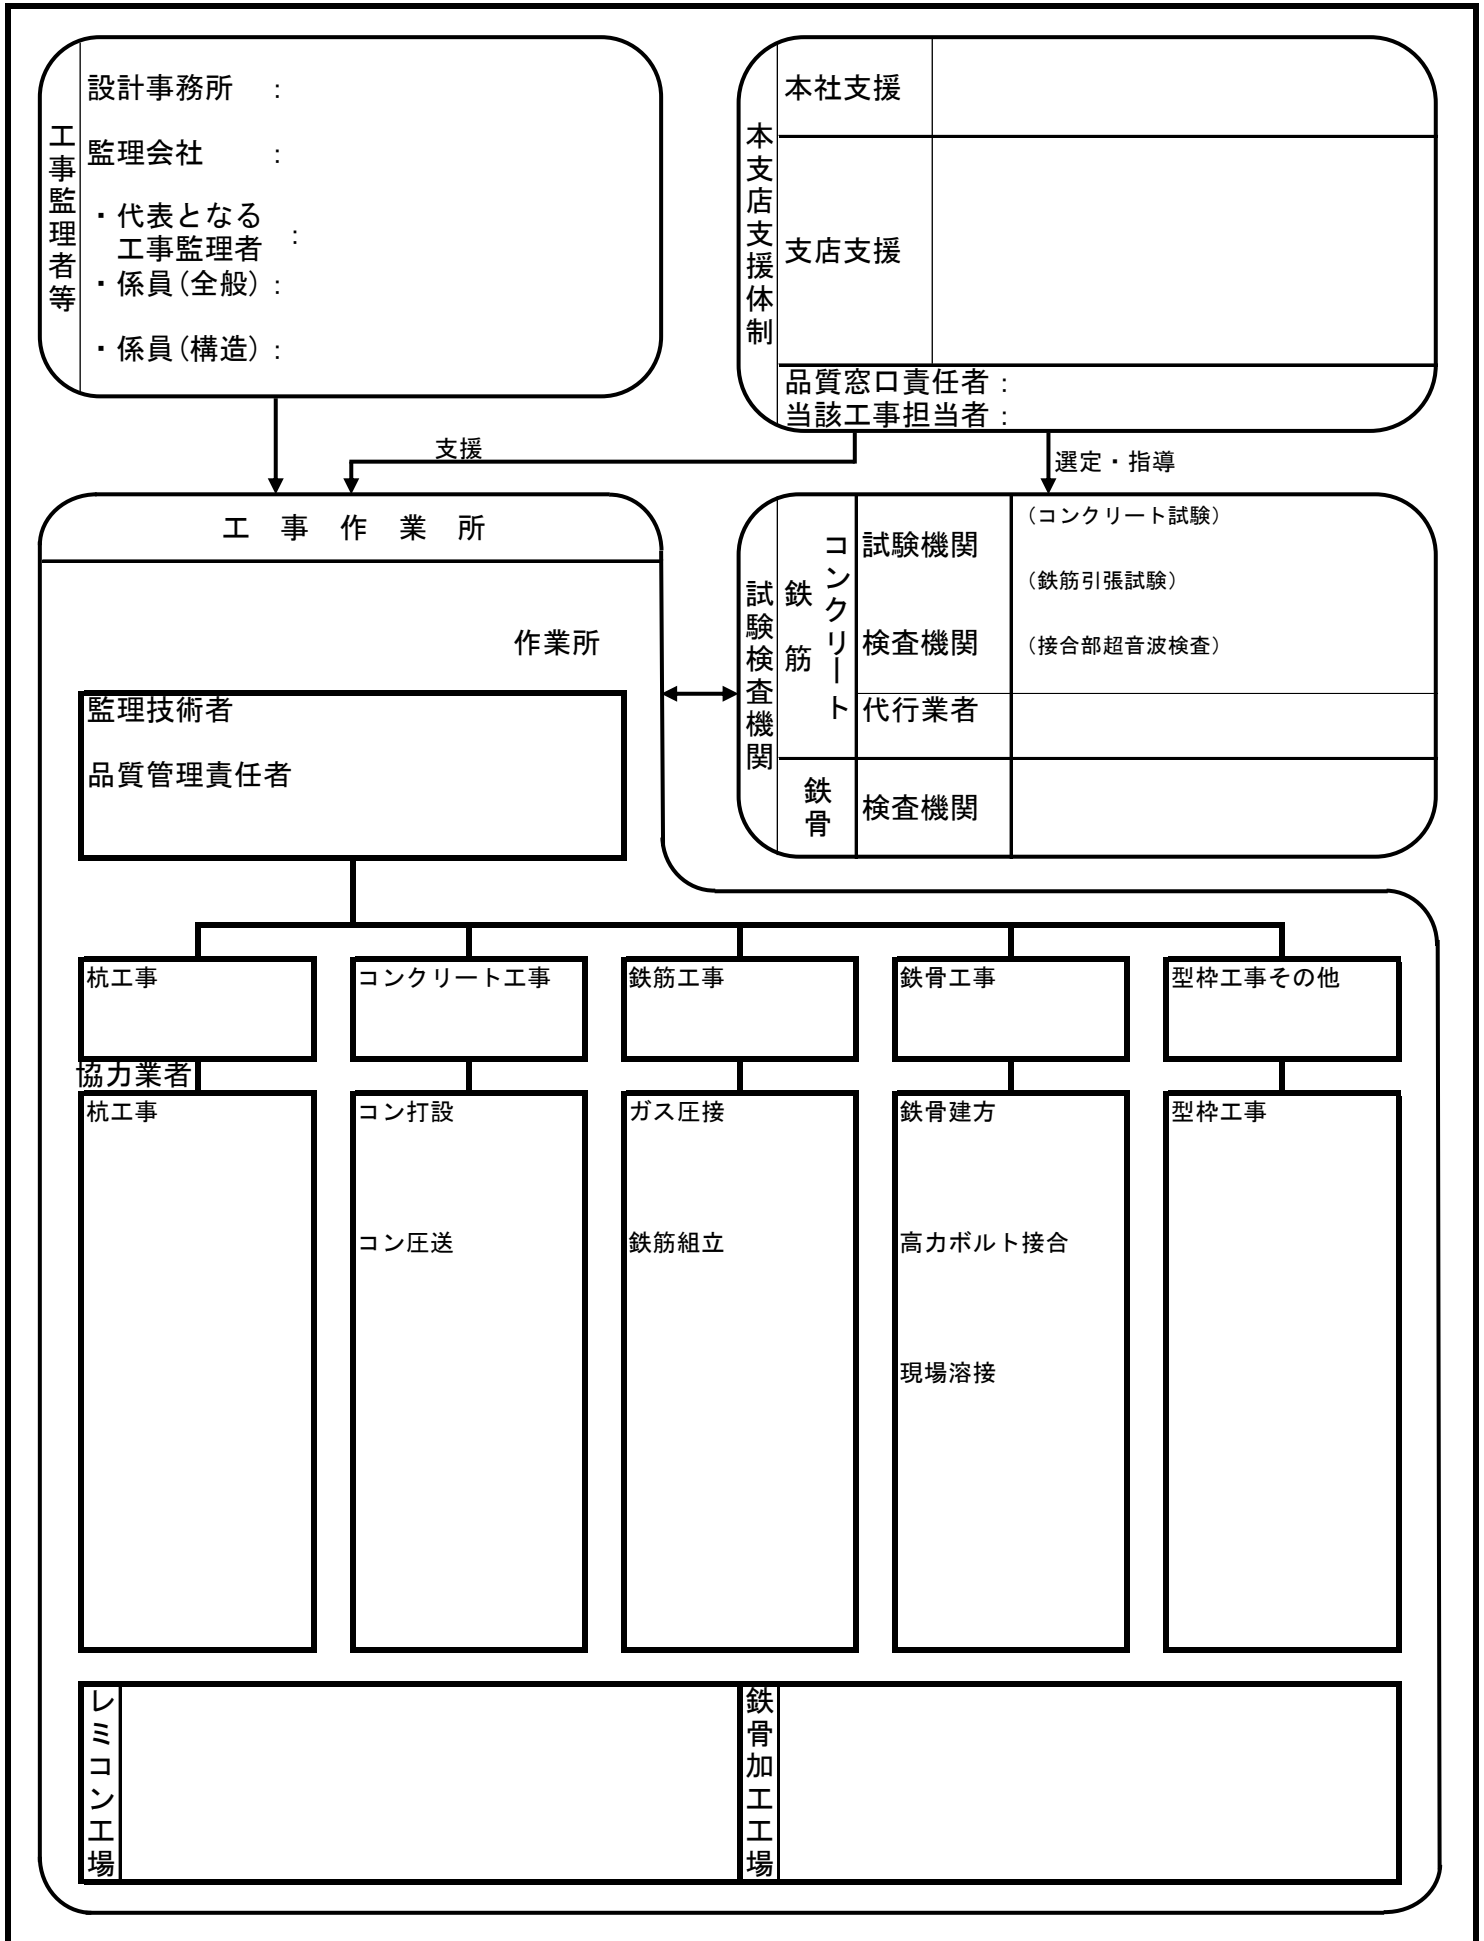 工事監理者等
設計事務所　：
監理会社　：
・代表となる
工事監理者　：
・係員(全般)：
・係員(構造)：
本支店支援体制
本社支援
支店支援
品質窓口責任者：
当該工事担当者：
支援
選定・指導
工　事　作　業　所
作業所
監理技術者
品質管理責任者
試験検査機関
鉄筋
コンクリート
試験機関
（コンクリート試験）
（鉄筋引張試験）
検査機関
（接合部超音波検査）
代行業者
鉄骨
検査機関
杭工事
コンクリート工事
鉄筋工事
鉄骨工事
型枠工事その他
協力業者
杭工事
コン打設
コン圧送
ガス圧接
鉄筋組立
鉄骨建方
高力ボルト接合
現場溶接
型枠工事
レミコン工場
鉄骨加工工場